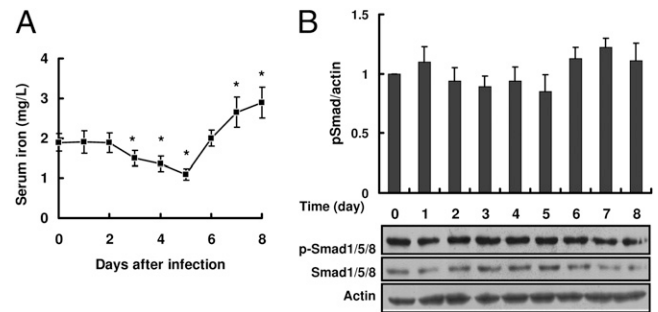 A
Serum iron (mg/L)
4
3
2
1
0
* * * * *
0 2 4 6 8
Days after infection
B
pSmad/actin
1.5
1
0.5
0
Time (day) 0 1 2 3 4 5 6 7 8
p-Smad1/5/8
Smad1/5/8
Actin